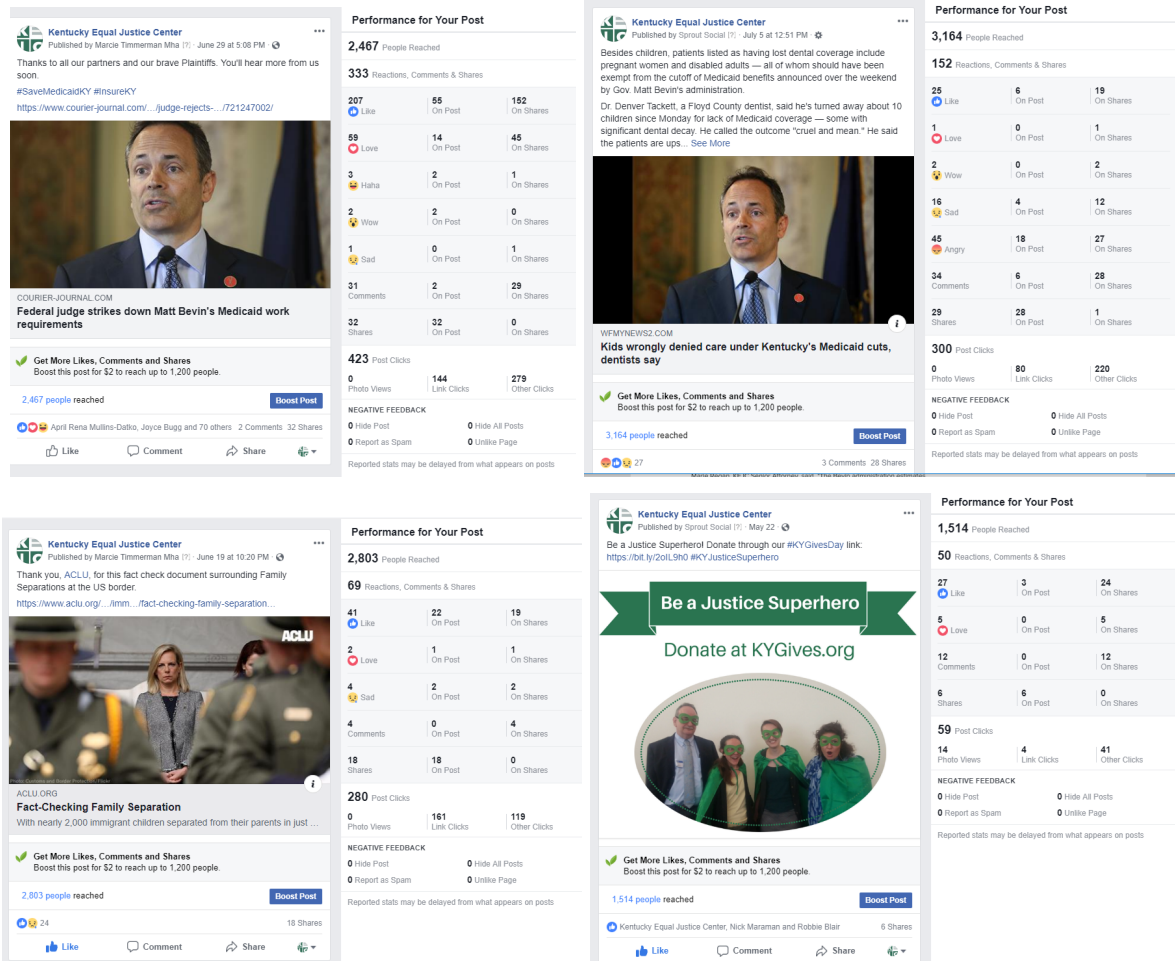 Kentucky Equal Justice Center
Published by Marcie Timmerman Mha [?] · June 29 at 5:08 PM ·
Thanks to all our partners and our brave Plaintiffs. You'll hear more from us
soon.
#SaveMedicaidKY #InsureKY
https://www.courier-journal.com/…/judge-rejects-…/721247002/
COURIER-JOURNAL.COM
Federal judge strikes down Matt Bevin's Medicaid work
requirements
Get More Likes, Comments and Shares
Boost this post for $2 to reach up to 1,200 people.
2,467 people reached
Boost Post
April Rena Mullins-Datko, Joyce Bugg and 70 others 2 Comments 32 Shares
Like Comment Share
Performance for Your Post
2,467 People Reached
333 Reactions, Comments & Shares
207 55 152
Like On Post On Shares
59 14 45
Love On Post On Shares
3 2 1
Haha On Post On Shares
2 2 0
Wow On Post On Shares
1 0 1
Sad On Post On Shares
31 2 29
Comments On Post On Shares
32 32 0
Shares On Post On Shares
423 Post Clicks
0 144 279
Photo Views Link Clicks Other Clicks
NEGATIVE FEEDBACK
0 Hide Post 0 Hide All Posts
0 Report as Spam 0 Unlike Page
Reported stats may be delayed from what appears on posts
Kentucky Equal Justice Center
Published by Sprout Social [?] · July 5 at 12:51 PM ·
Besides children, patients listed as having lost dental coverage include
pregnant women and disabled adults — all of whom should have been
exempt from the cutoff of Medicaid benefits announced over the weekend
by Gov. Matt Bevin's administration.
Dr. Denver Tackett, a Floyd County dentist, said he's turned away about 10
children since Monday for lack of Medicaid coverage — some with
significant dental decay. He called the outcome "cruel and mean." He said
the patients are ups... See More
WFMYNEWS2.COM
Kids wrongly denied care under Kentucky's Medicaid cuts,
dentists say
Get More Likes, Comments and Shares
Boost this post for $2 to reach up to 1,200 people.
3,164 people reached
Boost Post
27 3 Comments 28 Shares
Performance for Your Post
3,164 People Reached
152 Reactions, Comments & Shares
25 6 19
Like On Post On Shares
1 0 1
Love On Post On Shares
2 0 2
Wow On Post On Shares
16 4 12
Sad On Post On Shares
45 18 27
Angry On Post On Shares
34 6 28
Comments On Post On Shares
29 28 1
Shares On Post On Shares
300 Post Clicks
0 80 220
Photo Views Link Clicks Other Clicks
NEGATIVE FEEDBACK
0 Hide Post 0 Hide All Posts
0 Report as Spam 0 Unlike Page
Reported stats may be delayed from what appears on posts
Kentucky Equal Justice Center
Published by Marcie Timmerman Mha [?] · June 19 at 10:20 PM ·
Thank you, ACLU, for this fact check document surrounding Family
Separations at the US border.
https://www.aclu.org/…/imm…/fact-checking-family-separation…
ACLU
ACLU.ORG
Fact-Checking Family Separation
With nearly 2,000 immigrant children separated from their parents in just …
Get More Likes, Comments and Shares
Boost this post for $2 to reach up to 1,200 people.
2,803 people reached
Boost Post
24 18 Shares
Like Comment Share
Performance for Your Post
2,803 People Reached
69 Reactions, Comments & Shares
41 22 19
Like On Post On Shares
2 1 1
Love On Post On Shares
4 2 2
Sad On Post On Shares
4 0 4
Comments On Post On Shares
18 18 0
Shares On Post On Shares
280 Post Clicks
0 161 119
Photo Views Link Clicks Other Clicks
NEGATIVE FEEDBACK
0 Hide Post 0 Hide All Posts
0 Report as Spam 0 Unlike Page
Reported stats may be delayed from what appears on posts
Kentucky Equal Justice Center
Published by Sprout Social [?] · May 22 ·
Be a Justice Superhero! Donate through our #KYGivesDay link:
https://bit.ly/2oIL9h0 #KYJusticeSuperhero
Be a Justice Superhero
Donate at KYGives.org
Get More Likes, Comments and Shares
Boost this post for $2 to reach up to 1,200 people.
1,514 people reached
Boost Post
Kentucky Equal Justice Center, Nick Maraman and Robbie Blair 6 Shares
Like Comment Share
Performance for Your Post
1,514 People Reached
50 Reactions, Comments & Shares
27 3 24
Like On Post On Shares
5 0 5
Love On Post On Shares
12 0 12
Comments On Post On Shares
6 6 0
Shares On Post On Shares
59 Post Clicks
14 4 41
Photo Views Link Clicks Other Clicks
NEGATIVE FEEDBACK
0 Hide Post 0 Hide All Posts
0 Report as Spam 0 Unlike Page
Reported stats may be delayed from what appears on posts